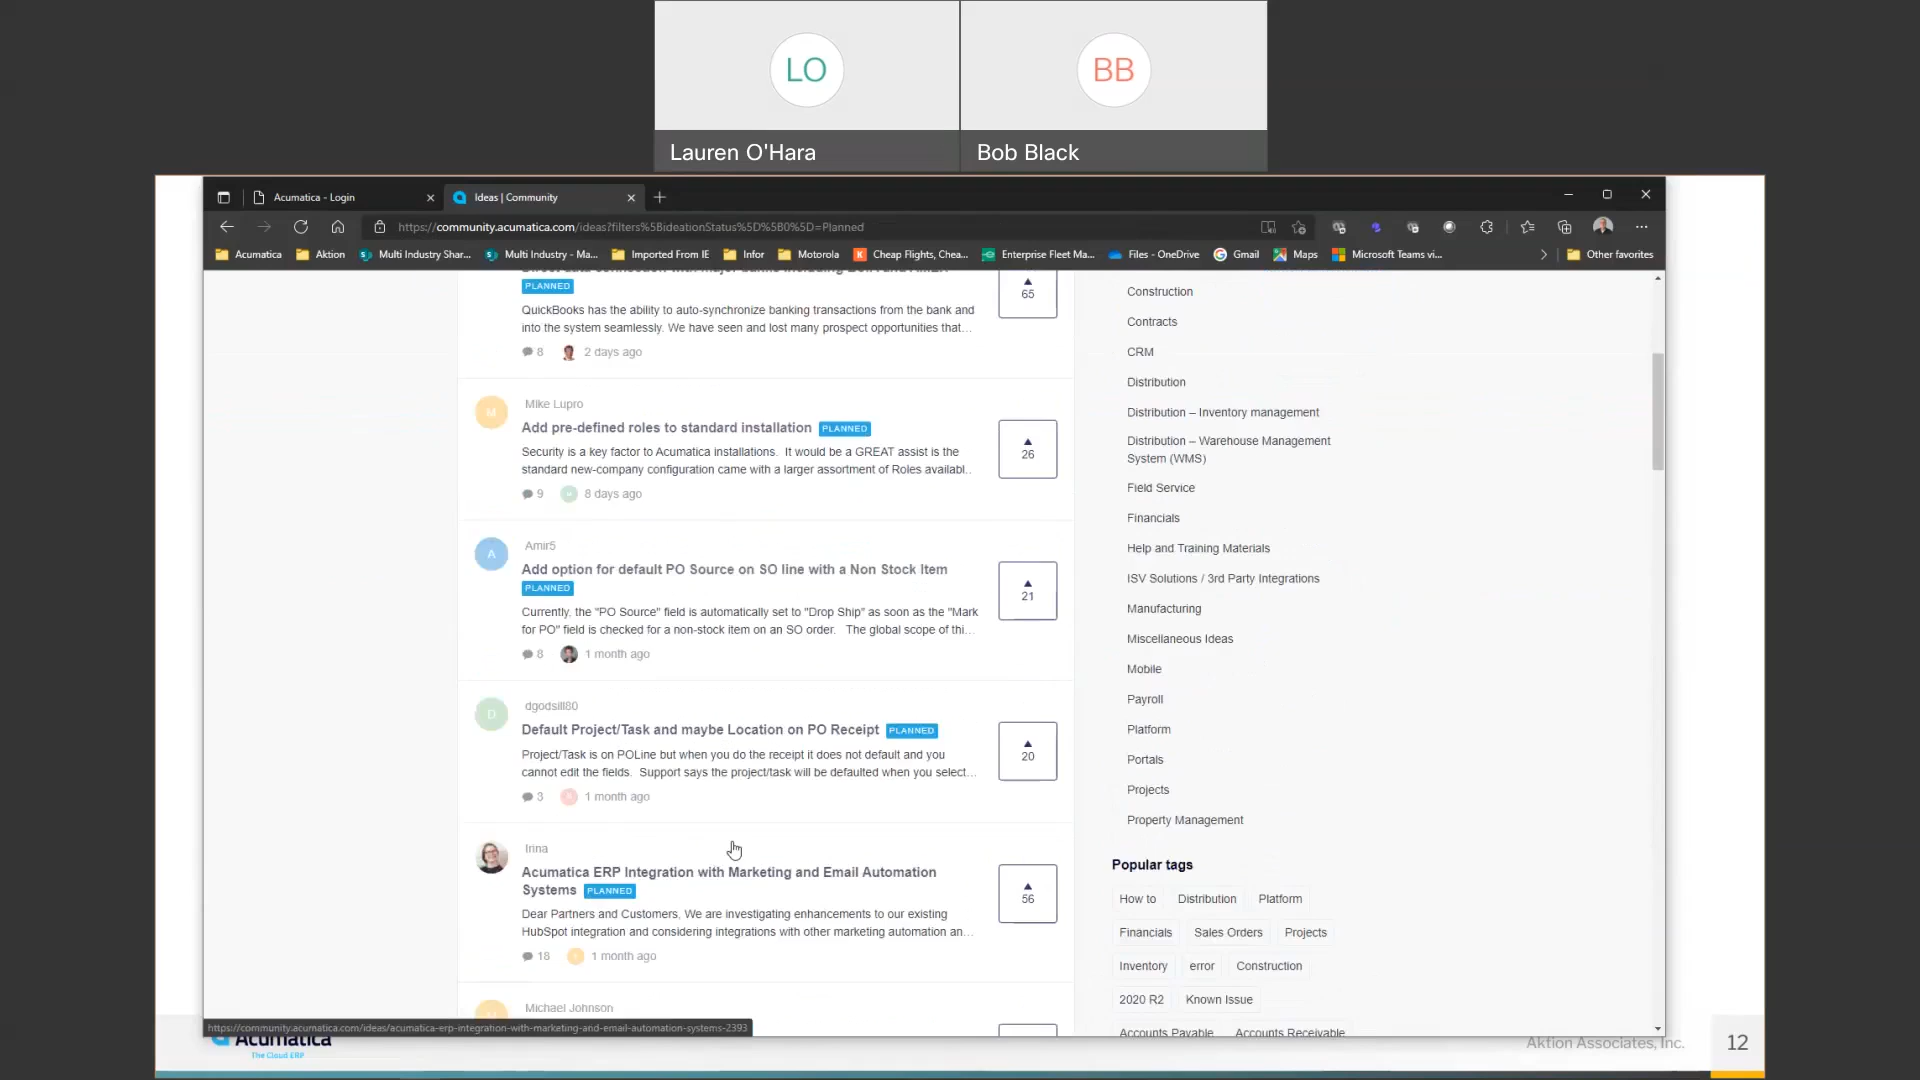 LO
BB
Lauren O'Hara
Bob Black
Acumatica - Login
Ideas | Community
https://community.acumatica.com/ideas?filters%5BideationStatus%5D%5B0%5D=Planned
Acumatica
Aktion
Multi Industry Shar...
Multi Industry - Ma...
Imported From IE
Infor
Motorola
Cheap Flights, Chea...
Enterprise Fleet Ma...
Files - OneDrive
Gmail
Maps
Microsoft Teams vi...
Other favorites
PLANNED
QuickBooks has the ability to auto-synchronize banking transactions from the bank and
into the system seamlessly. We have seen and lost many prospect opportunities that...
8 2 days ago
65
M
Mike Lupro
Add pre-defined roles to standard installation PLANNED
Security is a key factor to Acumatica installations. It would be a GREAT assist is the
standard new-company configuration came with a larger assortment of Roles availabl..
9 8 days ago
26
A
Amir5
Add option for default PO Source on SO line with a Non Stock Item
PLANNED
Currently, the "PO Source" field is automatically set to "Drop Ship" as soon as the "Mark
for PO" field is checked for a non-stock item on an SO order. The global scope of thi...
8 1 month ago
21
D
dgodsill80
Default Project/Task and maybe Location on PO Receipt PLANNED
Project/Task is on POLine but when you do the receipt it does not default and you
cannot edit the fields. Support says the project/task will be defaulted when you select...
3 1 month ago
20
Irina
Acumatica ERP Integration with Marketing and Email Automation
Systems PLANNED
Dear Partners and Customers, We are investigating enhancements to our existing
HubSpot integration and considering integrations with other marketing automation an...
18 1 month ago
56
Michael Johnson
Construction
Contracts
CRM
Distribution
Distribution – Inventory management
Distribution – Warehouse Management
System (WMS)
Field Service
Financials
Help and Training Materials
ISV Solutions / 3rd Party Integrations
Manufacturing
Miscellaneous Ideas
Mobile
Payroll
Platform
Portals
Projects
Property Management
Popular tags
How to Distribution Platform
Financials Sales Orders Projects
Inventory error Construction
2020 R2 Known Issue
Accounts Payable Accounts Receivable
https://community.acumatica.com/ideas/acumatica-erp-integration-with-marketing-and-email-automation-systems-2393
Acumatica
The Cloud ERP
Aktion Associates, Inc.
12